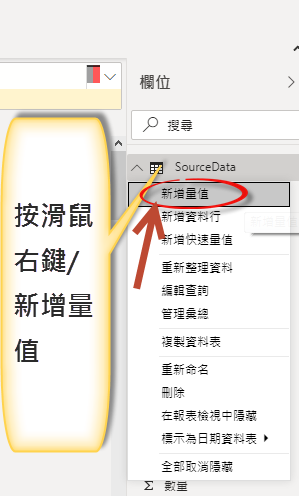 欄位
搜尋
SourceData
新增量值
新增資料行
新增快速量值
重新整理資料
編輯查詢
管理彙總
複製資料表
重新命名
刪除
在報表檢視中隱藏
標示為日期資料表
全部取消隱藏
Σ 數量
按滑鼠
右鍵/
新增量
值